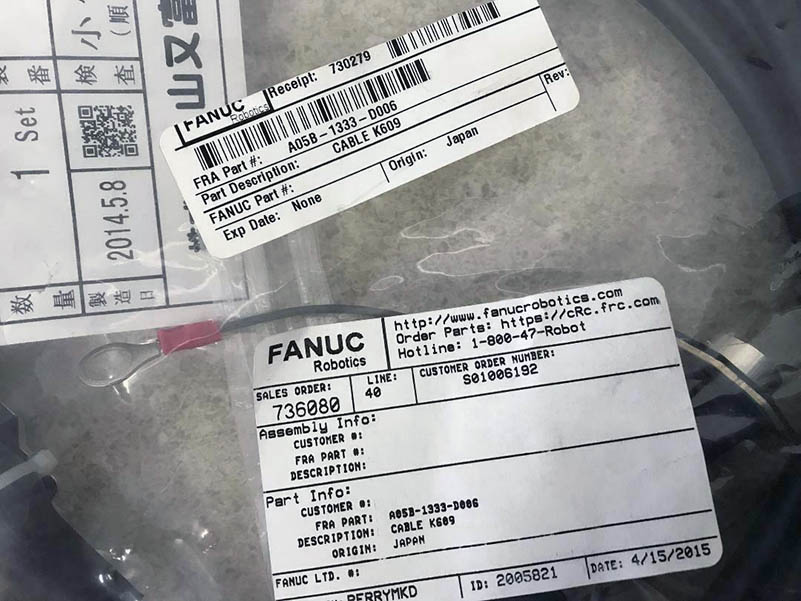 小
(順
番
検
査
1 Set
2014.5.8
数
量
製
造
日
山又富
FANUC
Robotics
Receipt: 730279
A05B-1333-D006
FRA Part #:
CABLE K609
Part Description:
Rev:
FANUC Part #:
Origin: Japan
Exp Date: None
FANUC
Robotics
http://www.fanucrobotics.com
Order Parts: https://cRc.frc.com
Hotline: 1-800-47-Robot
SALES ORDER:
736080
LINE:
40
CUSTOMER ORDER NUMBER:
S01006192
Assembly Info:
CUSTOMER #:
FRA PART #:
DESCRIPTION:
Part Info:
CUSTOMER #:
FRA PART: A05B-1333-D006
DESCRIPTION: CABLE K609
ORIGIN: JAPAN
FANUC LTD. #:
PERRYMKD
ID: 2005821
DATE: 4/15/2015